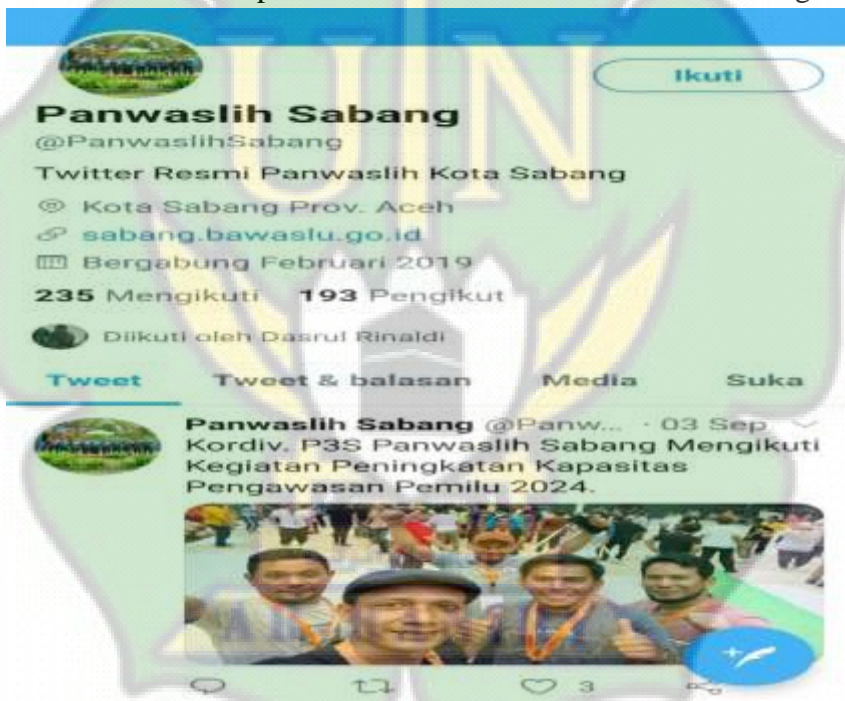 Ikuti
Panwaslih Sabang
@PanwaslihSabang
Twitter Resmi Panwaslih Kota Sabang
Kota Sabang Prov. Aceh
sabang.bawaslu.go.id
Bergabung Februari 2019
235 Mengikuti 193 Pengikut
Diikuti oleh Dasrul Rinaldi
Tweet Tweet & balasan Media Suka
Panwaslih Sabang @Panw... · 03 Sep
Kordiv. P3S Panwaslih Sabang Mengikuti
Kegiatan Peningkatan Kapasitas
Pengawasan Pemilu 2024.
3
UIN